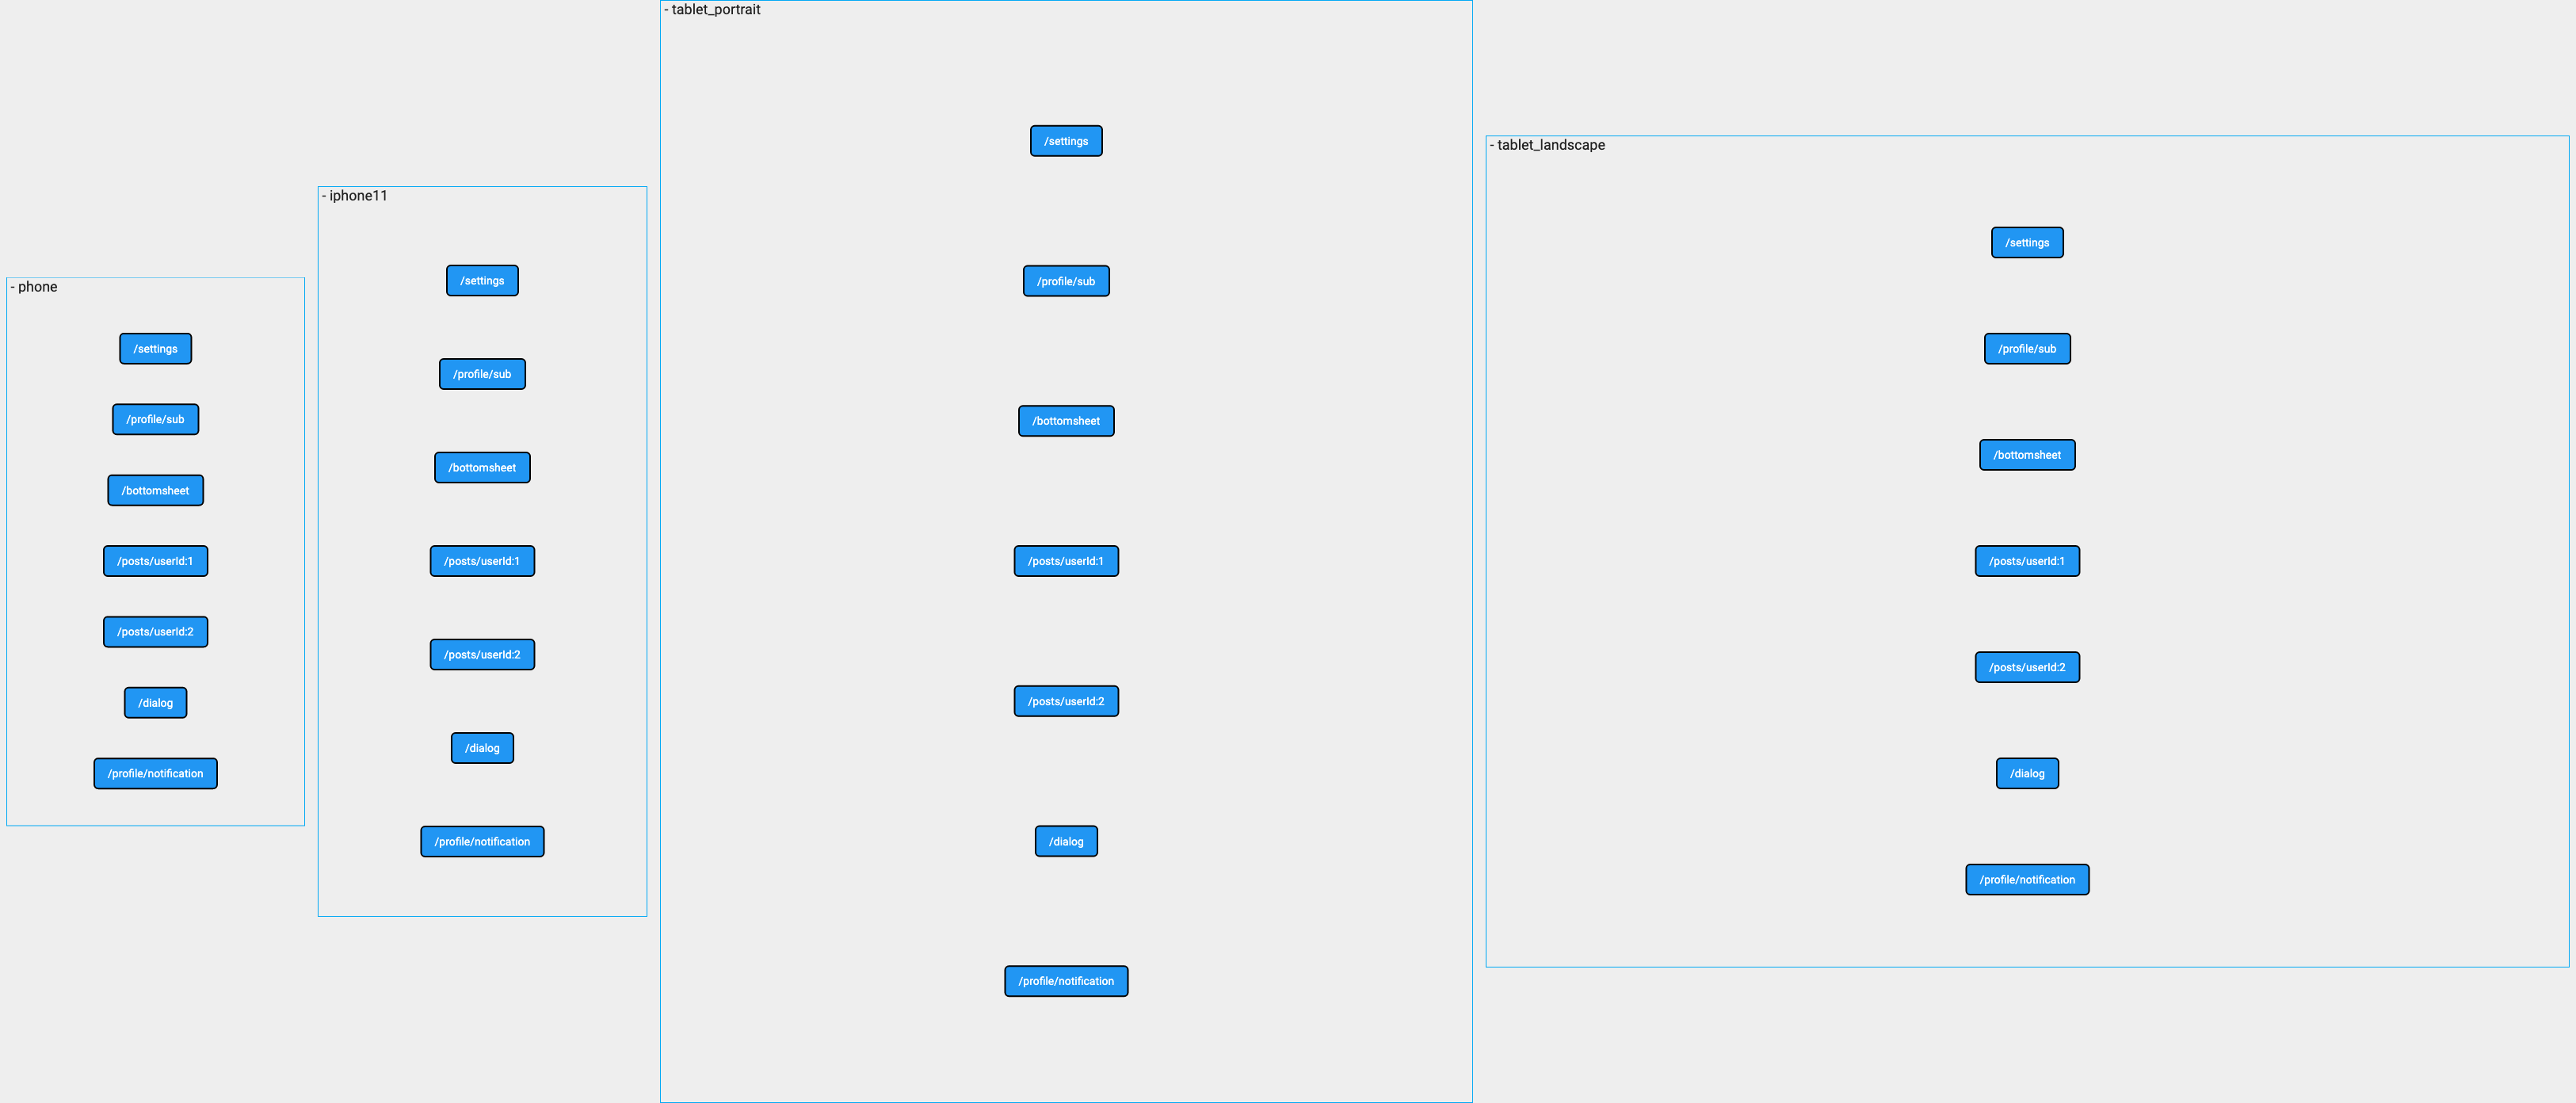 - phone
/settings
/profile/sub
/bottomsheet
/posts/userId:1
/posts/userId:2
/dialog
/profile/notification
- iphone11
/settings
/profile/sub
/bottomsheet
/posts/userId:1
/posts/userId:2
/dialog
/profile/notification
- tablet_portrait
/settings
/profile/sub
/bottomsheet
/posts/userId:1
/posts/userId:2
/dialog
/profile/notification
- tablet_landscape
/settings
/profile/sub
/bottomsheet
/posts/userId:1
/posts/userId:2
/dialog
/profile/notification